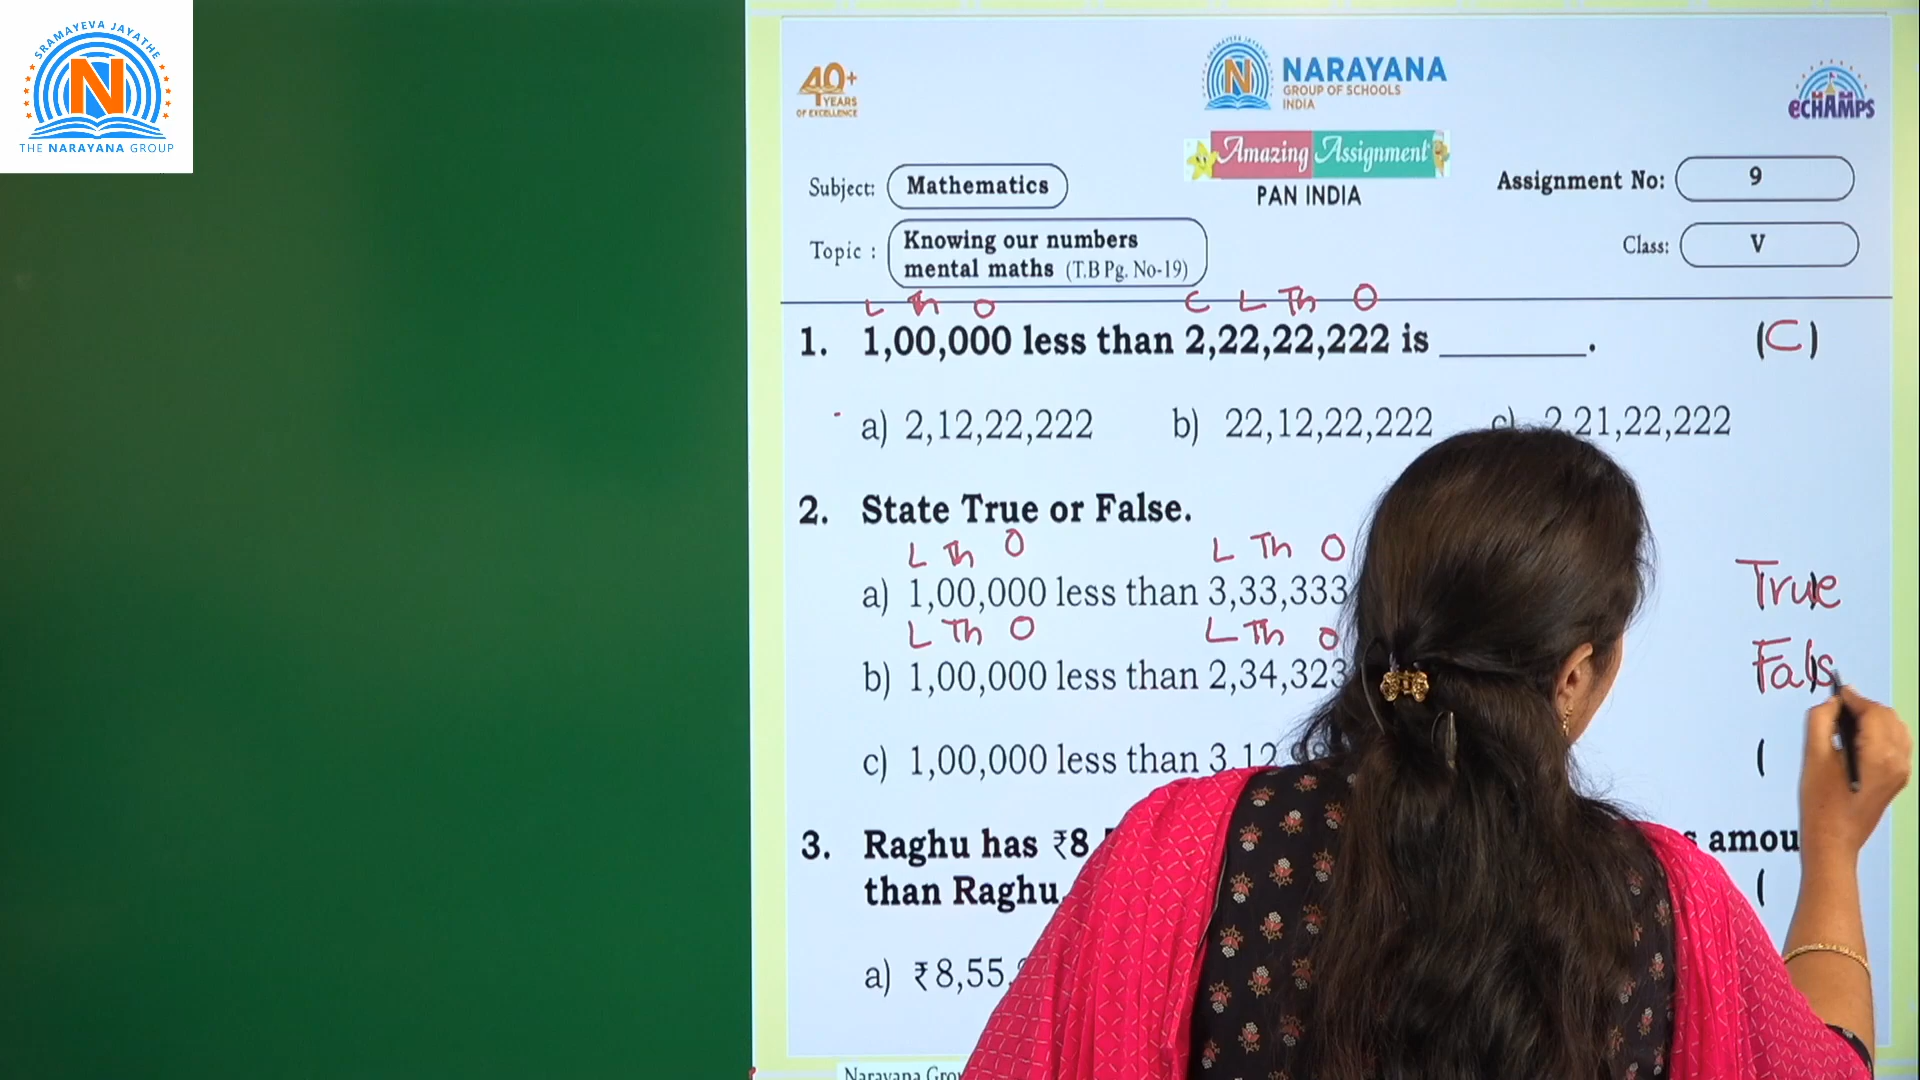 SRAMAYEVA JAYATHE
N
THE NARAYANA GROUP
40+
YEARS
OF EXCELLENCE
SRAMAYEVA JAYATHE
N
NARAYANA
GROUP OF SCHOOLS
INDIA
eCHAMPS
Amazing Assignment
PAN INDIA
Subject: Mathematics
Assignment No: 9
Topic : Knowing our numbers
mental maths (T.B Pg. No-19)
Class: V
L Th O C L Th O
1. 1,00,000 less than 2,22,22,222 is ________. (C)
a) 2,12,22,222 b) 22,12,22,222 c) 2,21,22,222
2. State True or False.
L Th O L Th O
a) 1,00,000 less than 3,33,333 True
L Th O L Th O
b) 1,00,000 less than 2,34,323 Fals
c) 1,00,000 less than 3,12 (
3. Raghu has ₹8 amou
than Raghu. (
a) ₹8,55,
Narayana Grou